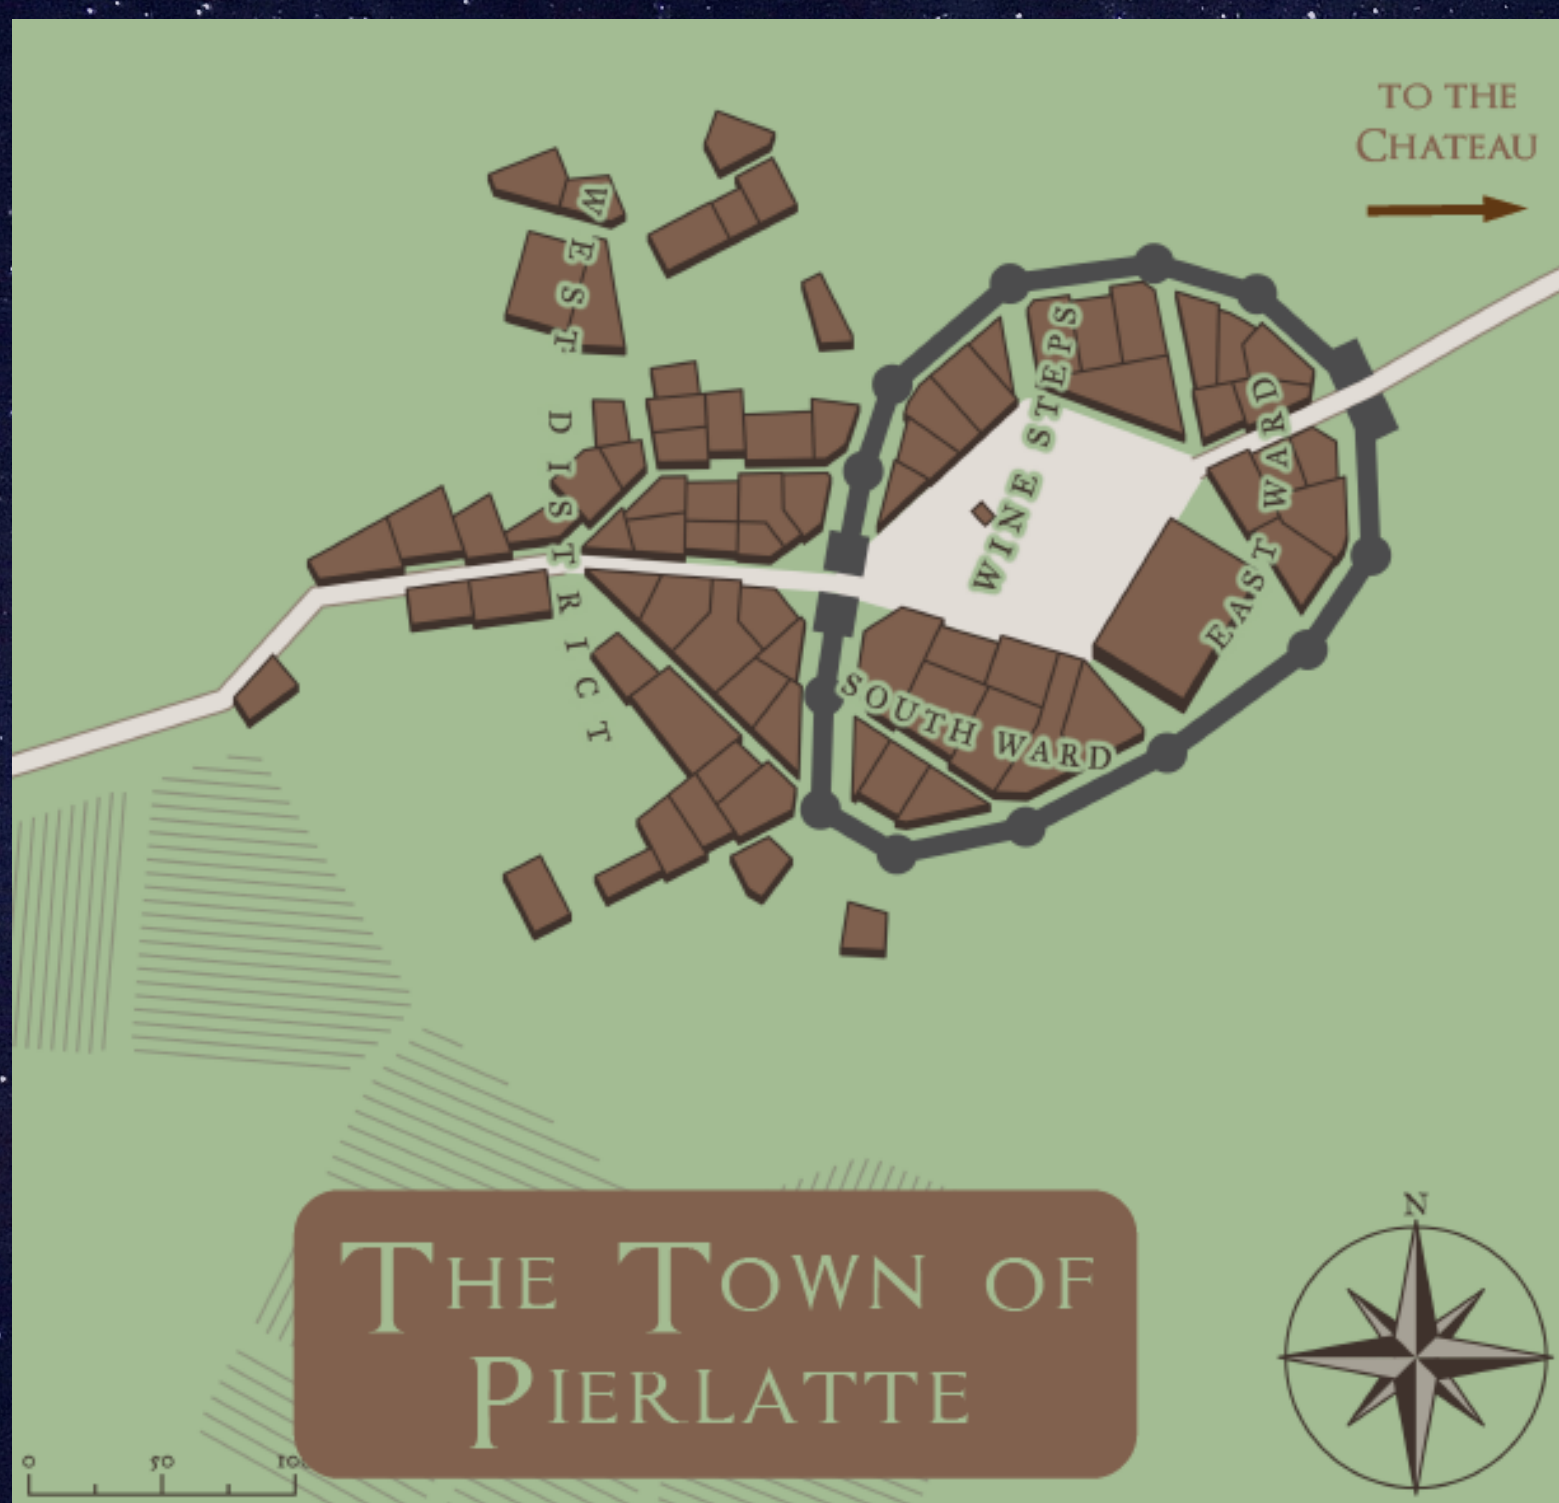 TO THE
CHATEAU
WEST DISTRICT
WINE STEPS
EAST WARD
SOUTH WARD
N
THE TOWN OF
PIERLATTE
0 50